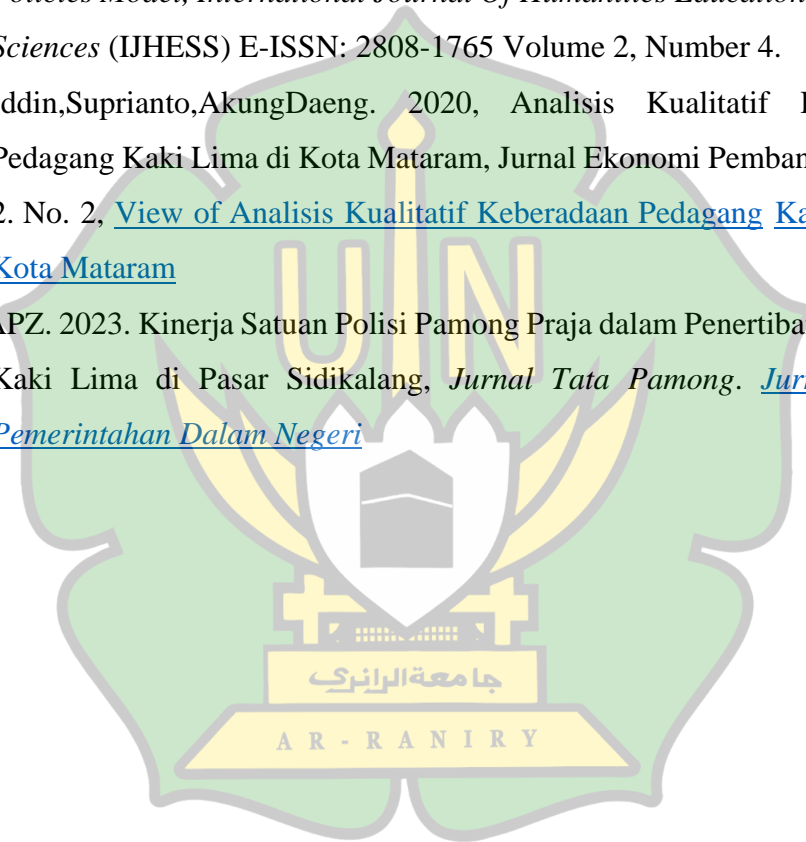 Policies Model, International Journal Of Humanities Education
Sciences (IJHESS) E-ISSN: 2808-1765 Volume 2, Number 4.
ddin,Suprianto,AkungDaeng. 2020, Analisis Kualitatif
Pedagang Kaki Lima di Kota Mataram, Jurnal Ekonomi Pemban
2. No. 2, View of Analisis Kualitatif Keberadaan Pedagang Ka
Kota Mataram
APZ. 2023. Kinerja Satuan Polisi Pamong Praja dalam Penertiba
Kaki Lima di Pasar Sidikalang, Jurnal Tata Pamong. Jur
Pemerintahan Dalam Negeri
UIN
جامعة الرانري
AR-RANIRY